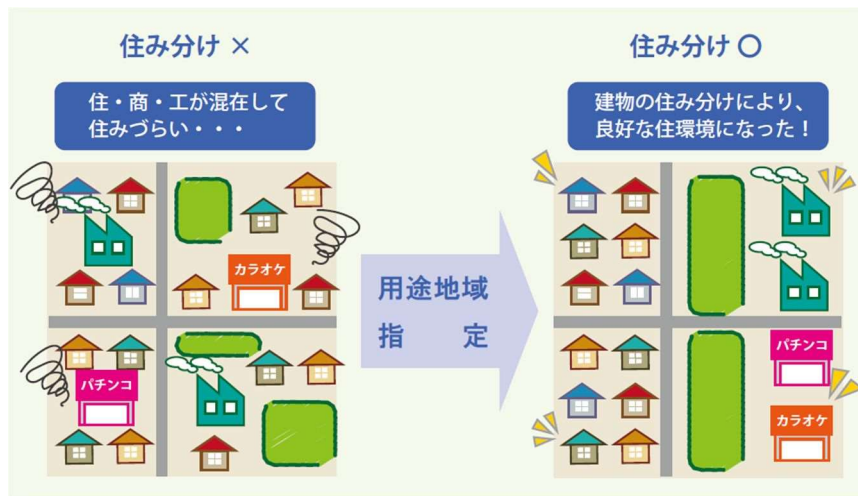 住み分け ×
住・商・工が混在して
住みづらい・・・
カラオケ
パチンコ
用途地域
指 定
住み分け 〇
建物の住み分けにより、
良好な住環境になった！
パチンコ
カラオケ